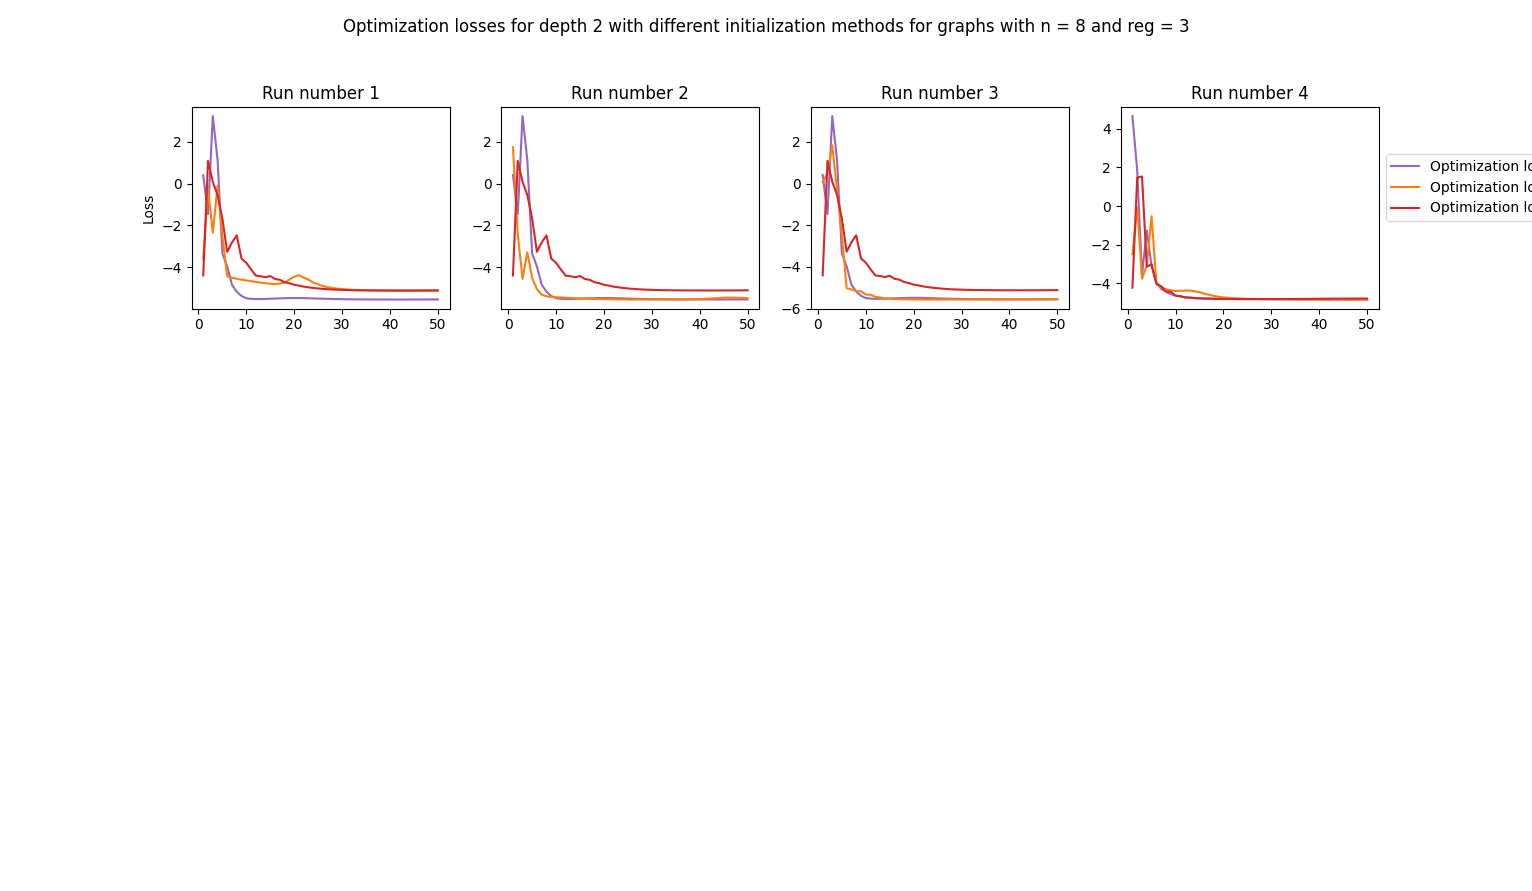 Optimization losses for depth 2 with different initialization methods for graphs with n = 8 and reg = 3
Run number 1
Run number 2
Run number 3
Run number 4
Loss
2
0
−2
−4
0 10 20 30 40 50
2
0
−2
−4
0 10 20 30 40 50
2
0
−2
−4
−6
0 10 20 30 40 50
4
2
0
−2
−4
0 10 20 30 40 50
Optimization
Optimization
Optimization